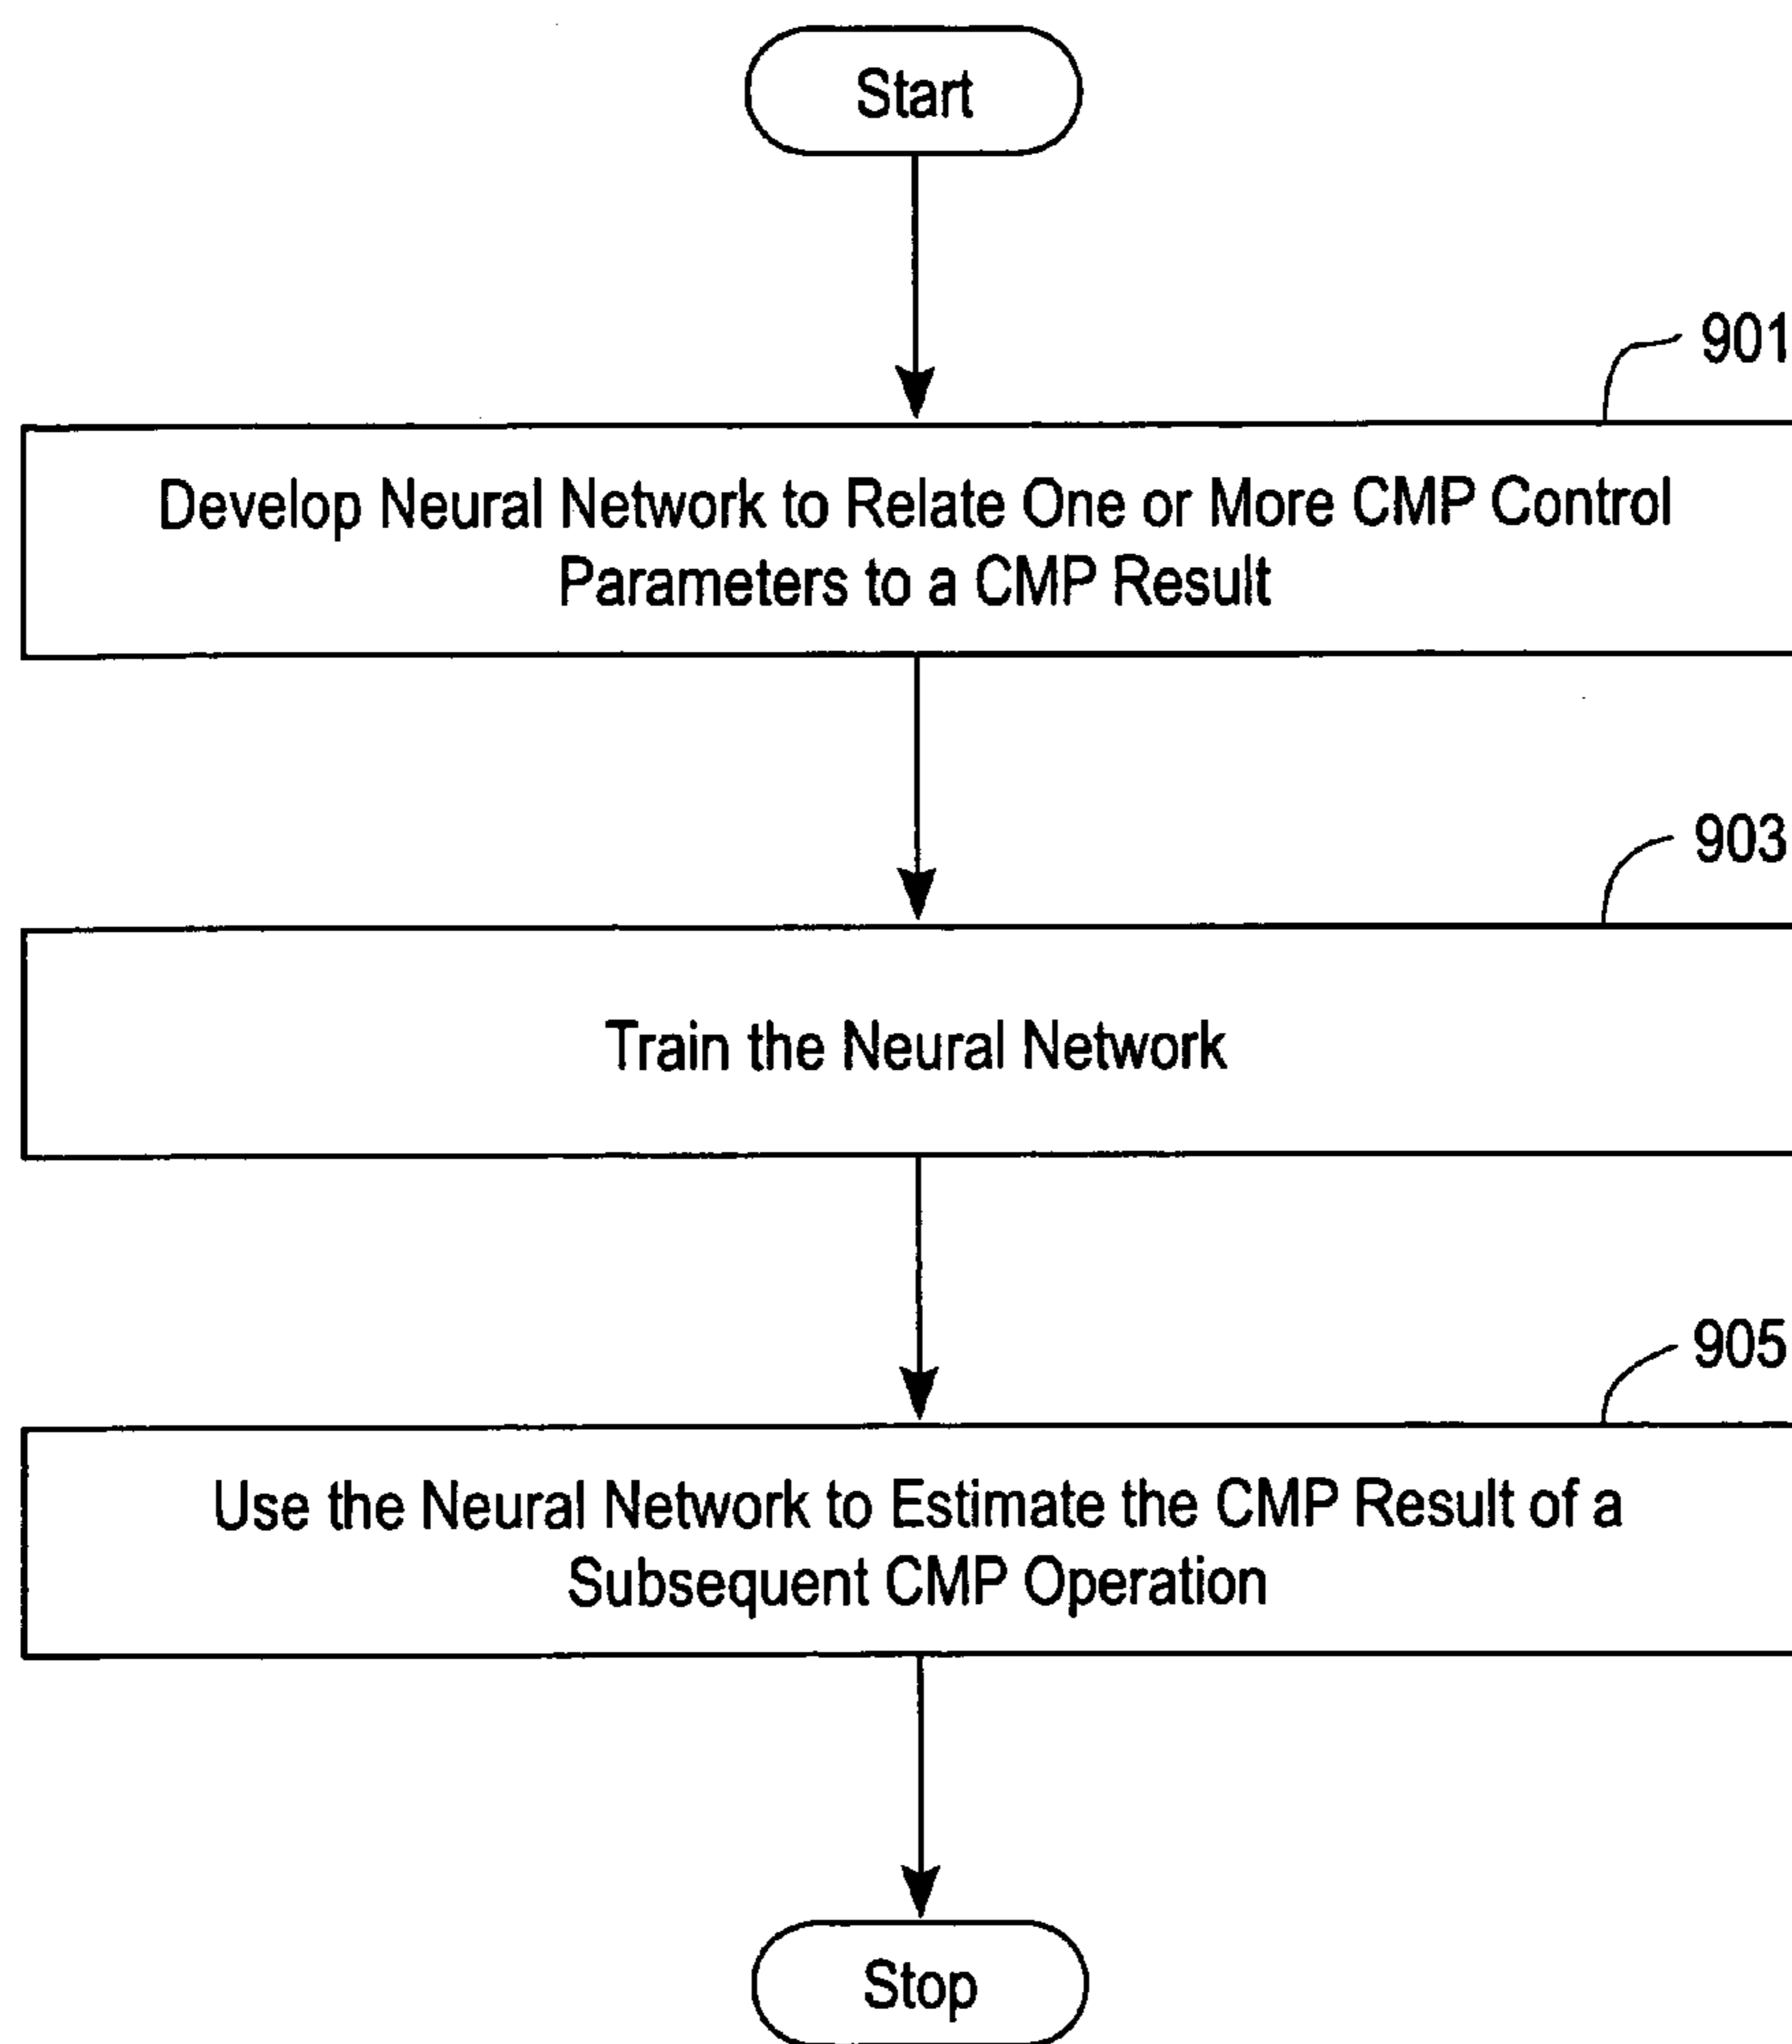 Start
901
Develop Neural Network to Relate One or More CMP Control
Parameters to a CMP Result
903
Train the Neural Network
905
Use the Neural Network to Estimate the CMP Result of a
Subsequent CMP Operation
Stop